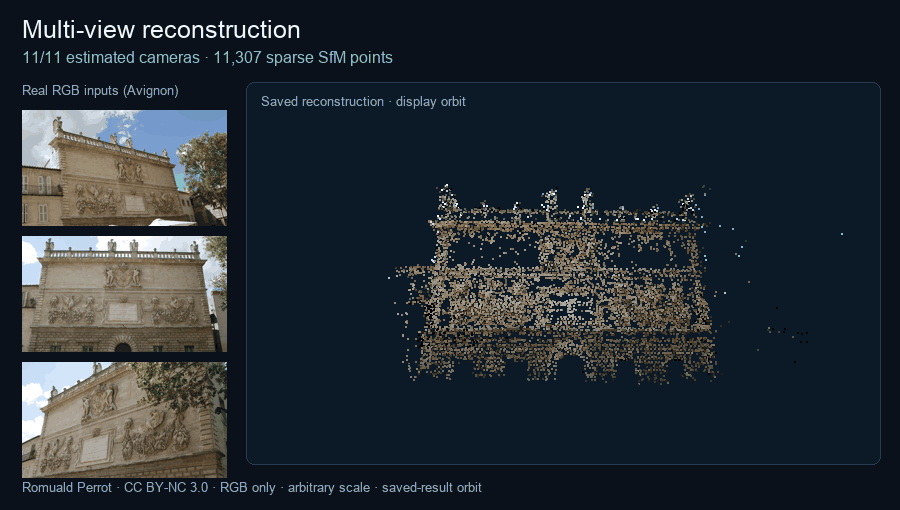 Multi-view reconstruction
11/11 estimated cameras · 11,307 sparse SfM points
Real RGB inputs (Avignon)
Saved reconstruction · display orbit
Romuald Perrot · CC BY-NC 3.0 · RGB only · arbitrary scale · saved-result orbit